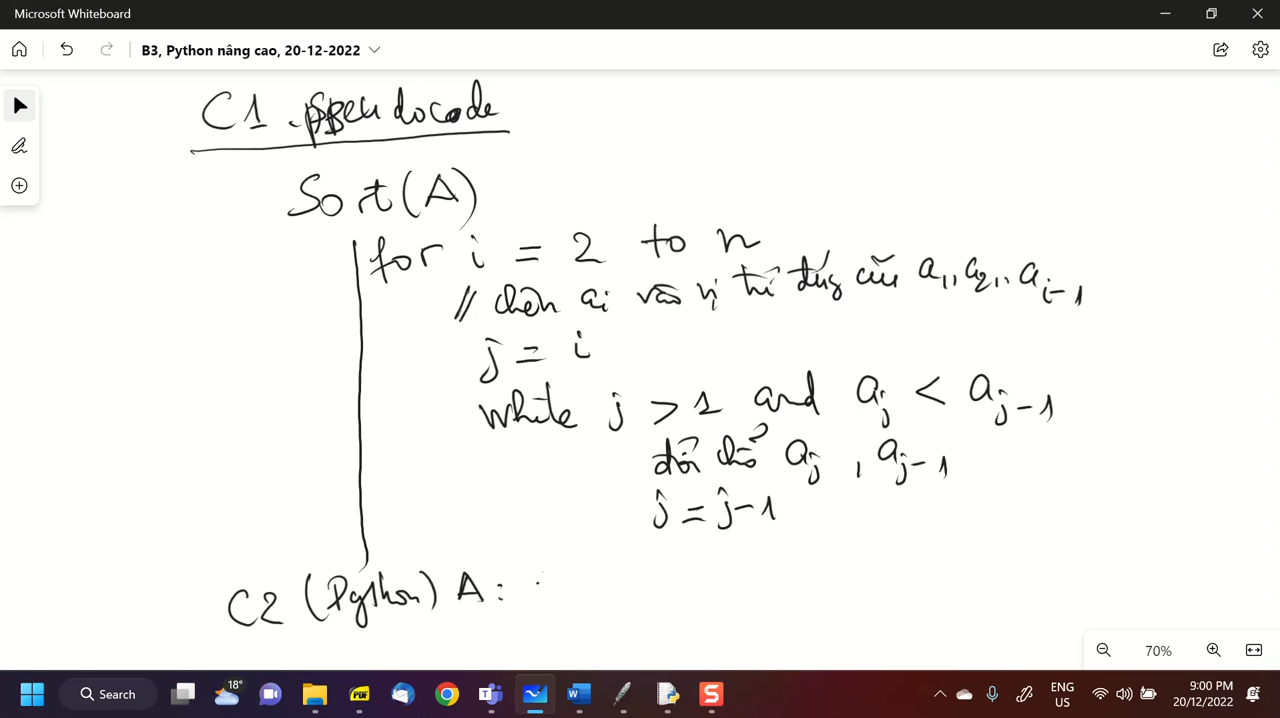 Microsoft Whiteboard
B3, Python nâng cao, 20-12-2022
C1. pseudocode
Sort(A)
for i = 2 to n
// chèn ai vào vị trí đúng của a1, a2, ai-1
j = i
while j > 1 and aj < aj-1
đổi chỗ aj, aj-1
j = j-1
C2 (Python) A:
70%
18°
Search
ENG
US
9:00 PM
20/12/2022